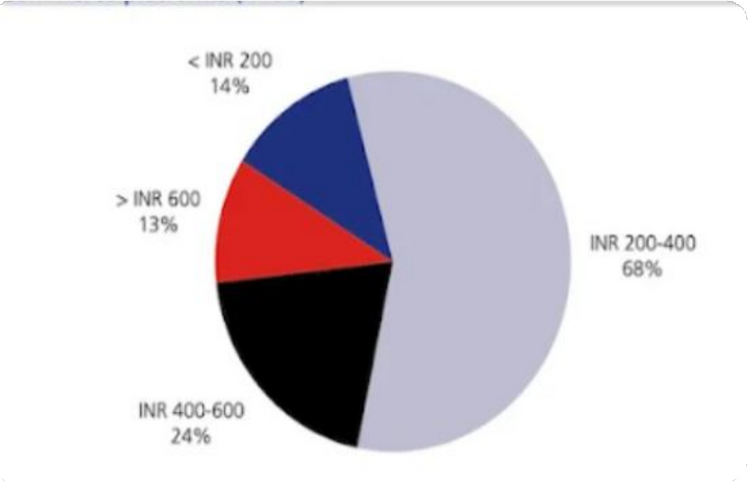 < INR 200
14%
> INR 600
13%
INR 200-400
68%
INR 400-600
24%